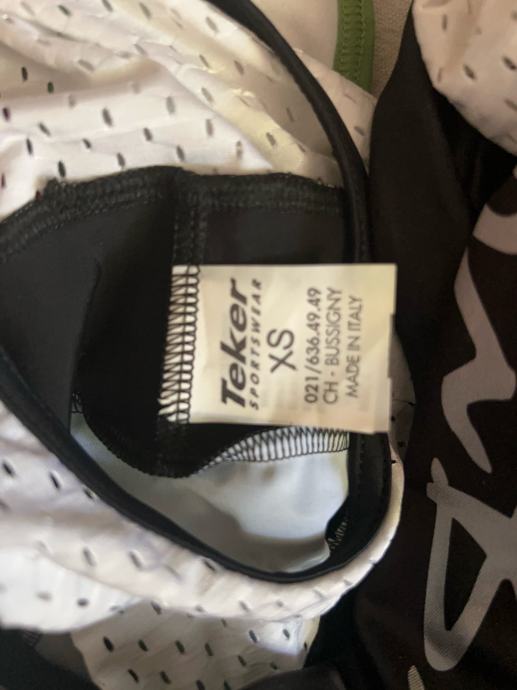 Teker
SPORTSWEAR
XS
021/636.49.49
CH - BUSSIGNY
MADE IN ITALY